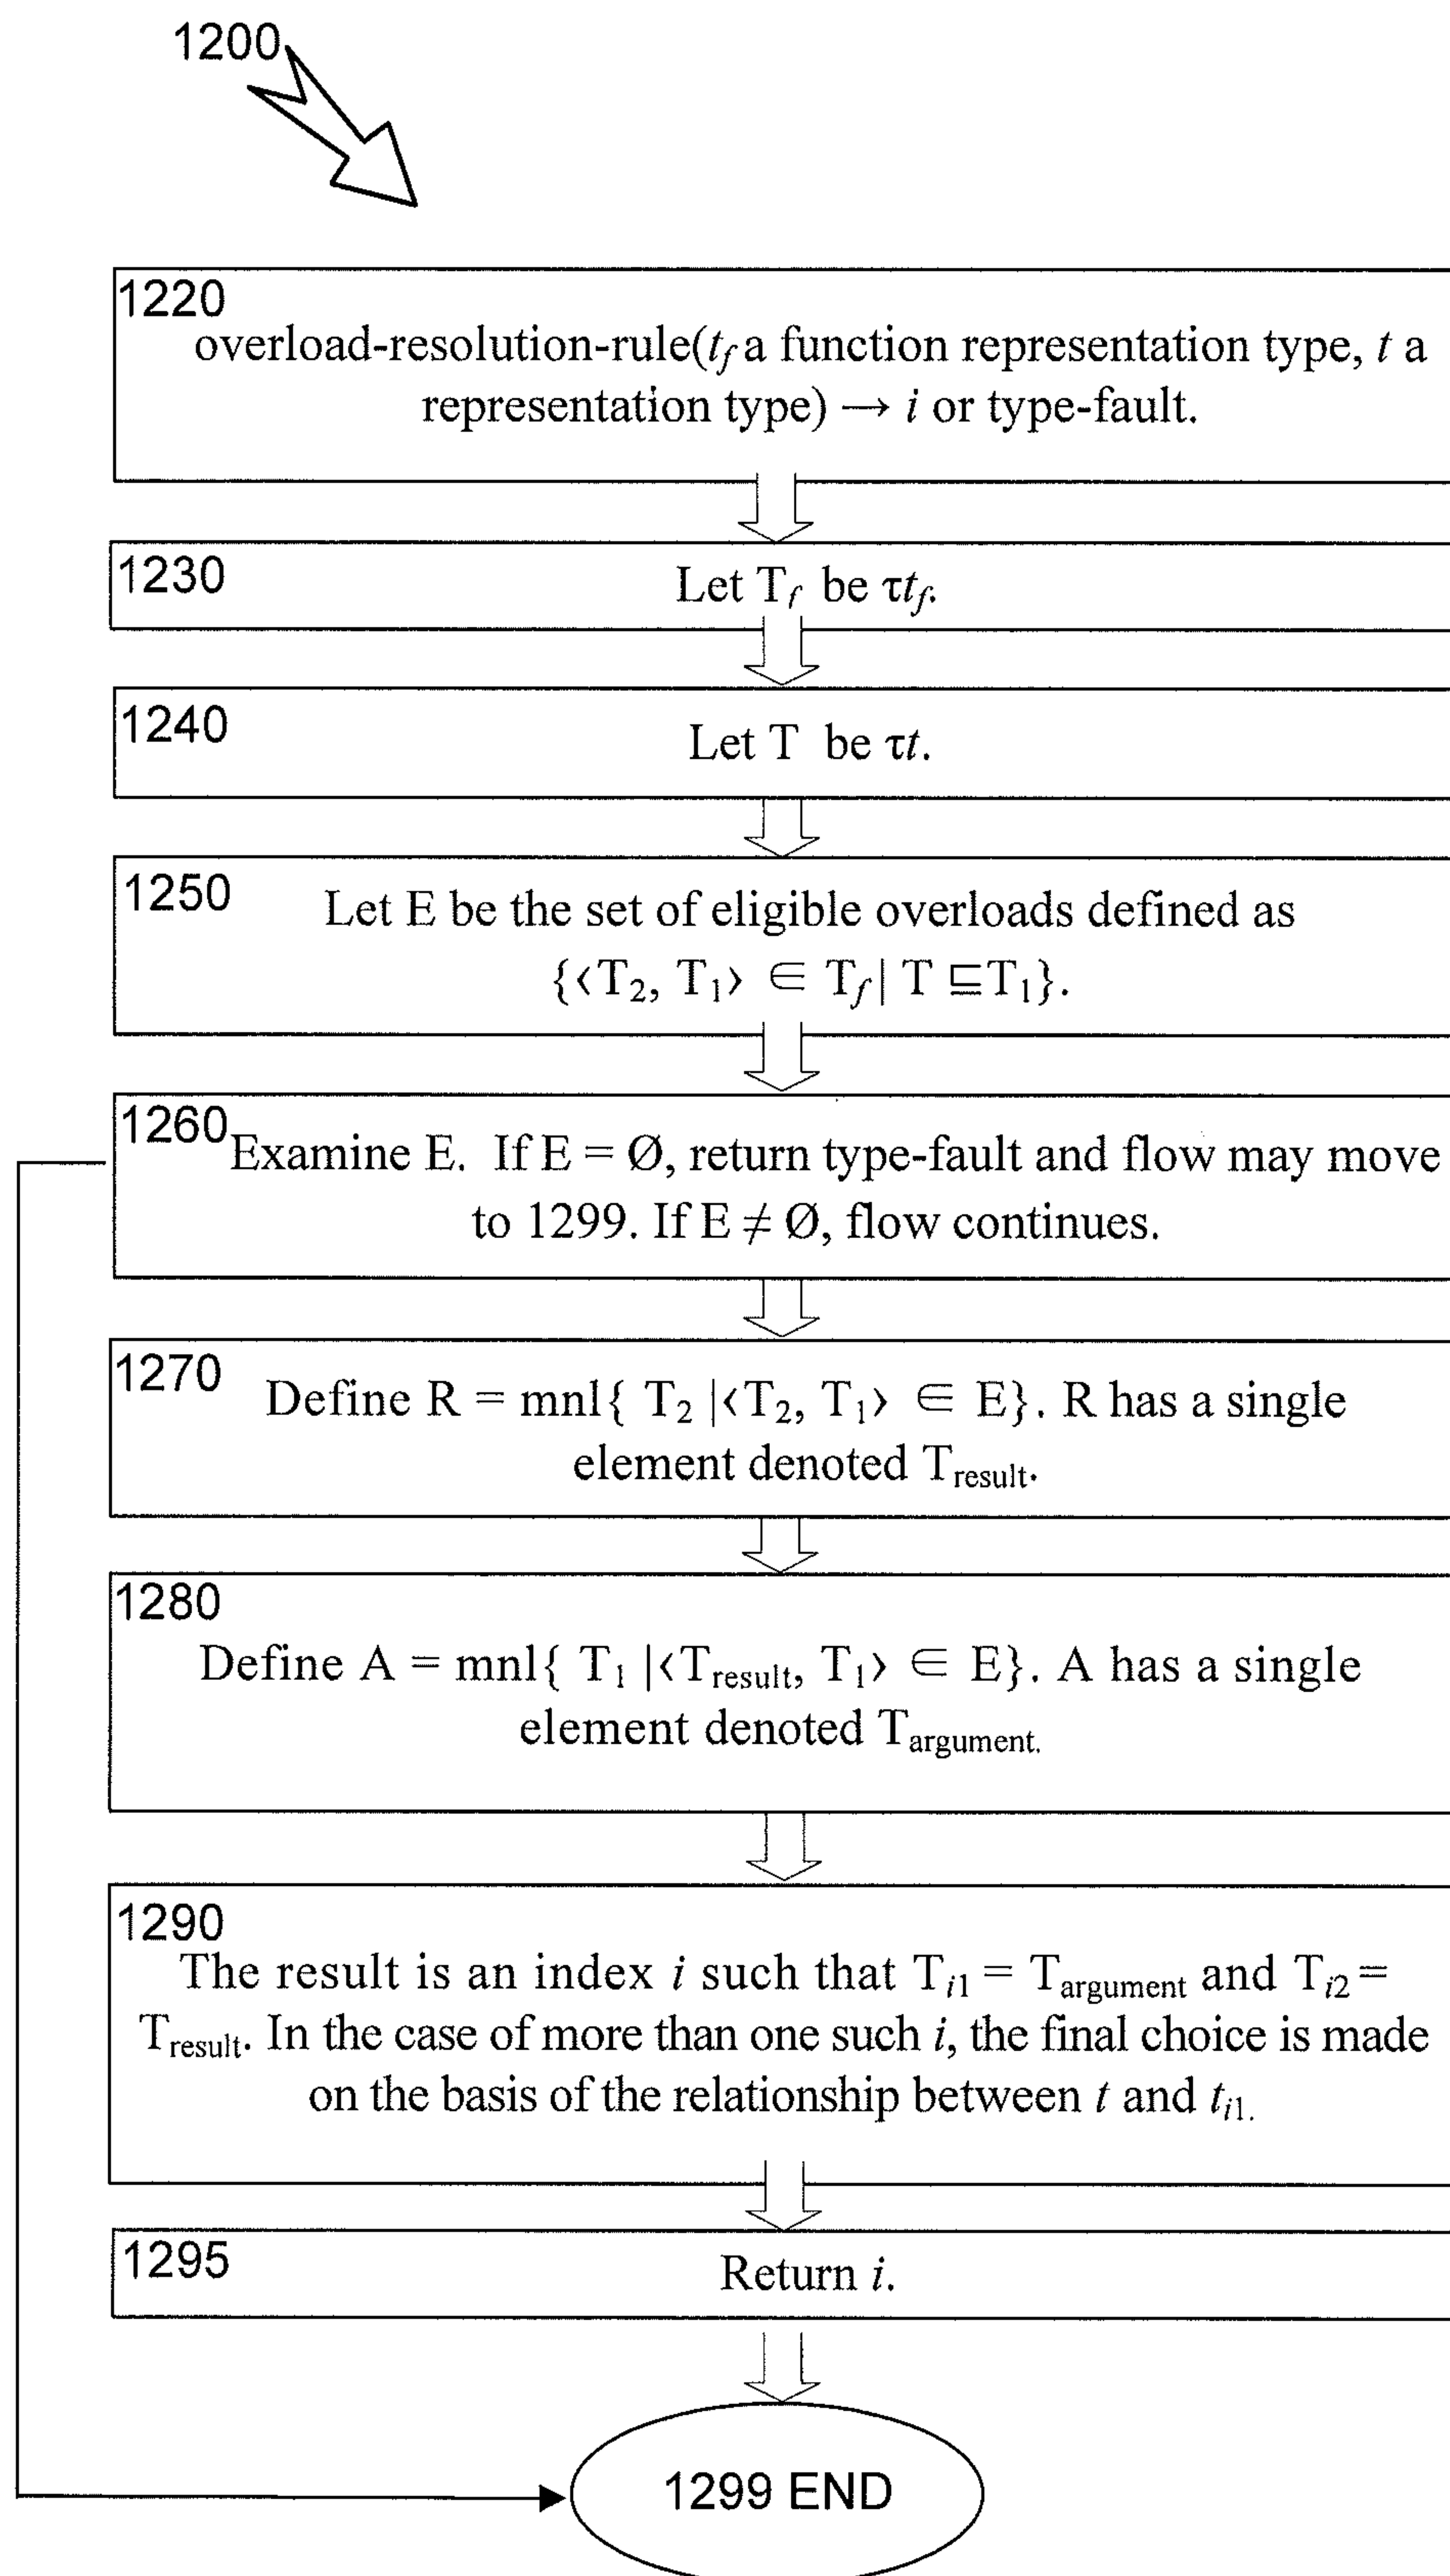 1200
1220
overload-resolution-rule(t_f a function representation type, t a
representation type) → i or type-fault.
1230
Let T_f be τt_f.
1240
Let T be τt.
1250
Let E be the set of eligible overloads defined as
{‹T₂, T₁› ∈ T_f | T ⊑T₁}.
1260
Examine E. If E = Ø, return type-fault and flow may move
to 1299. If E ≠ Ø, flow continues.
1270
Define R = mnl{ T₂ |‹T₂, T₁› ∈ E}. R has a single
element denoted T_result.
1280
Define A = mnl{ T₁ |‹T_result, T₁› ∈ E}. A has a single
element denoted T_argument.
1290
The result is an index i such that T_i1 = T_argument and T_i2 =
T_result. In the case of more than one such i, the final choice is made
on the basis of the relationship between t and t_i1.
1295
Return i.
1299 END